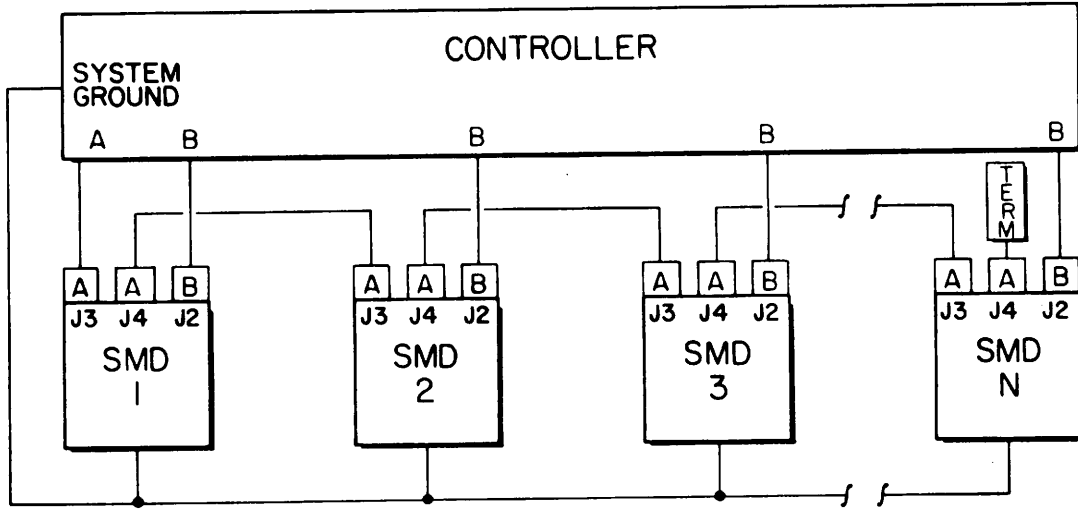 CONTROLLER
SYSTEM
GROUND
A B B B B
TERM
A A B A A B A A B A A B
J3 J4 J2 J3 J4 J2 J3 J4 J2 J3 J4 J2
SMD SMD SMD SMD
1 2 3 N